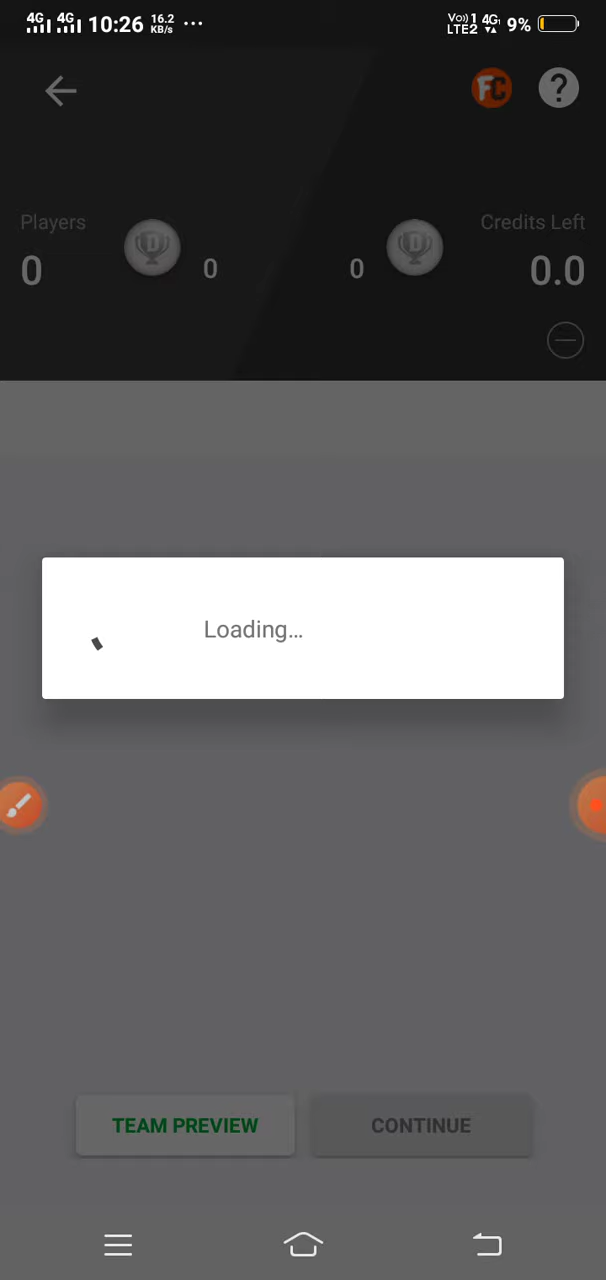 4G 4G 10:26 16.2 KB/s ... Vo) 1 4G LTE2 9%
FC ?
Players Credits Left
D D
0 0 0 0.0
Loading...
TEAM PREVIEW CONTINUE